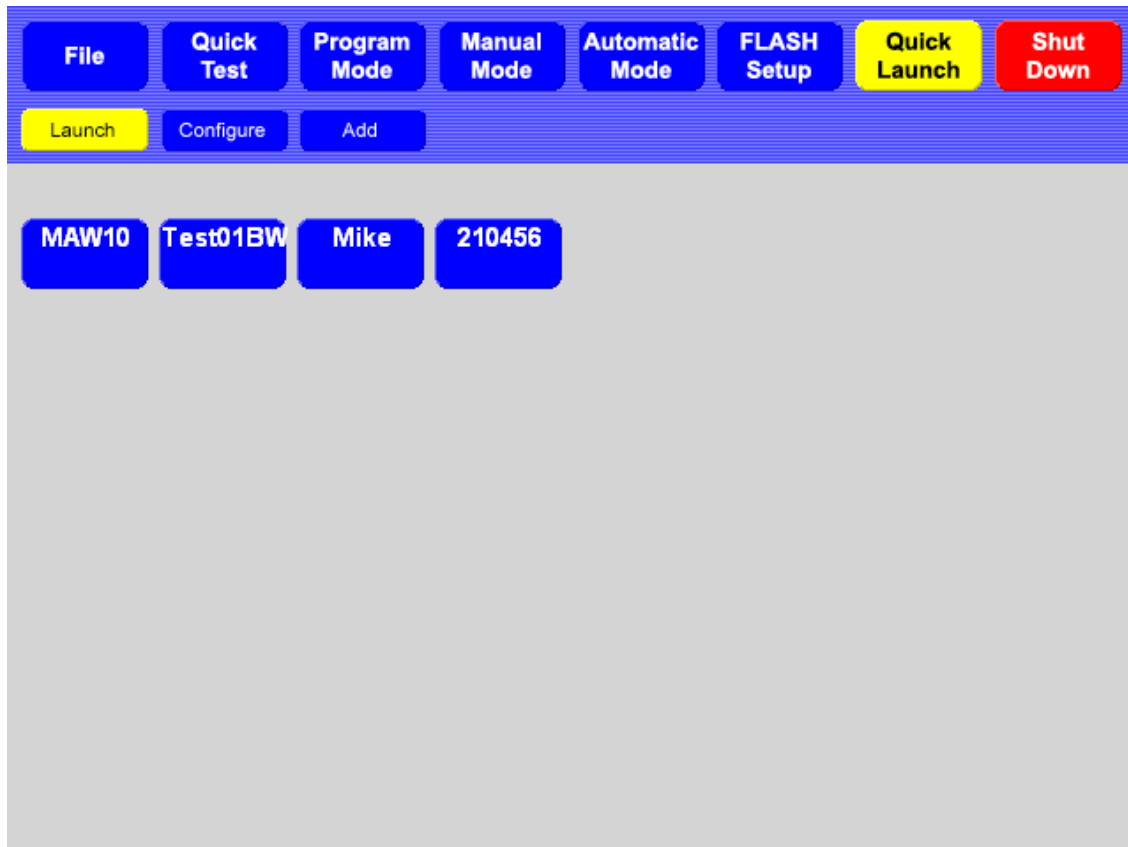 File
Quick
Test
Program
Mode
Manual
Mode
Automatic
Mode
FLASH
Setup
Quick
Launch
Shut
Down
Launch
Configure
Add
MAW10
Test01BW
Mike
210456